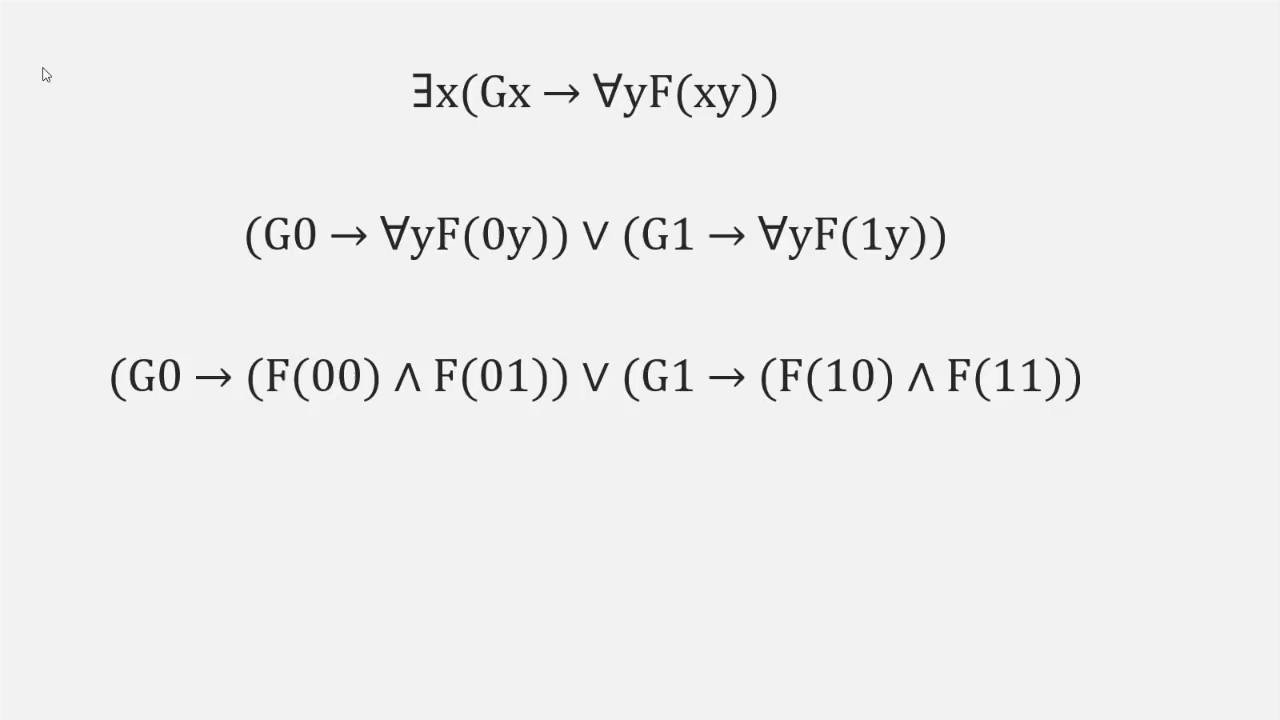 ∃x(Gx → ∀yF(xy))
(G0 → ∀yF(0y)) ∨ (G1 → ∀yF(1y))
(G0 → (F(00) ∧ F(01)) ∨ (G1 → (F(10) ∧ F(11))